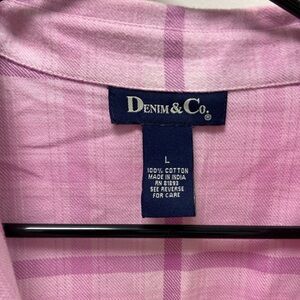 DENIM & CO.®
L
100% COTTON
MADE IN INDIA
RN 81893
SEE REVERSE
FOR CARE